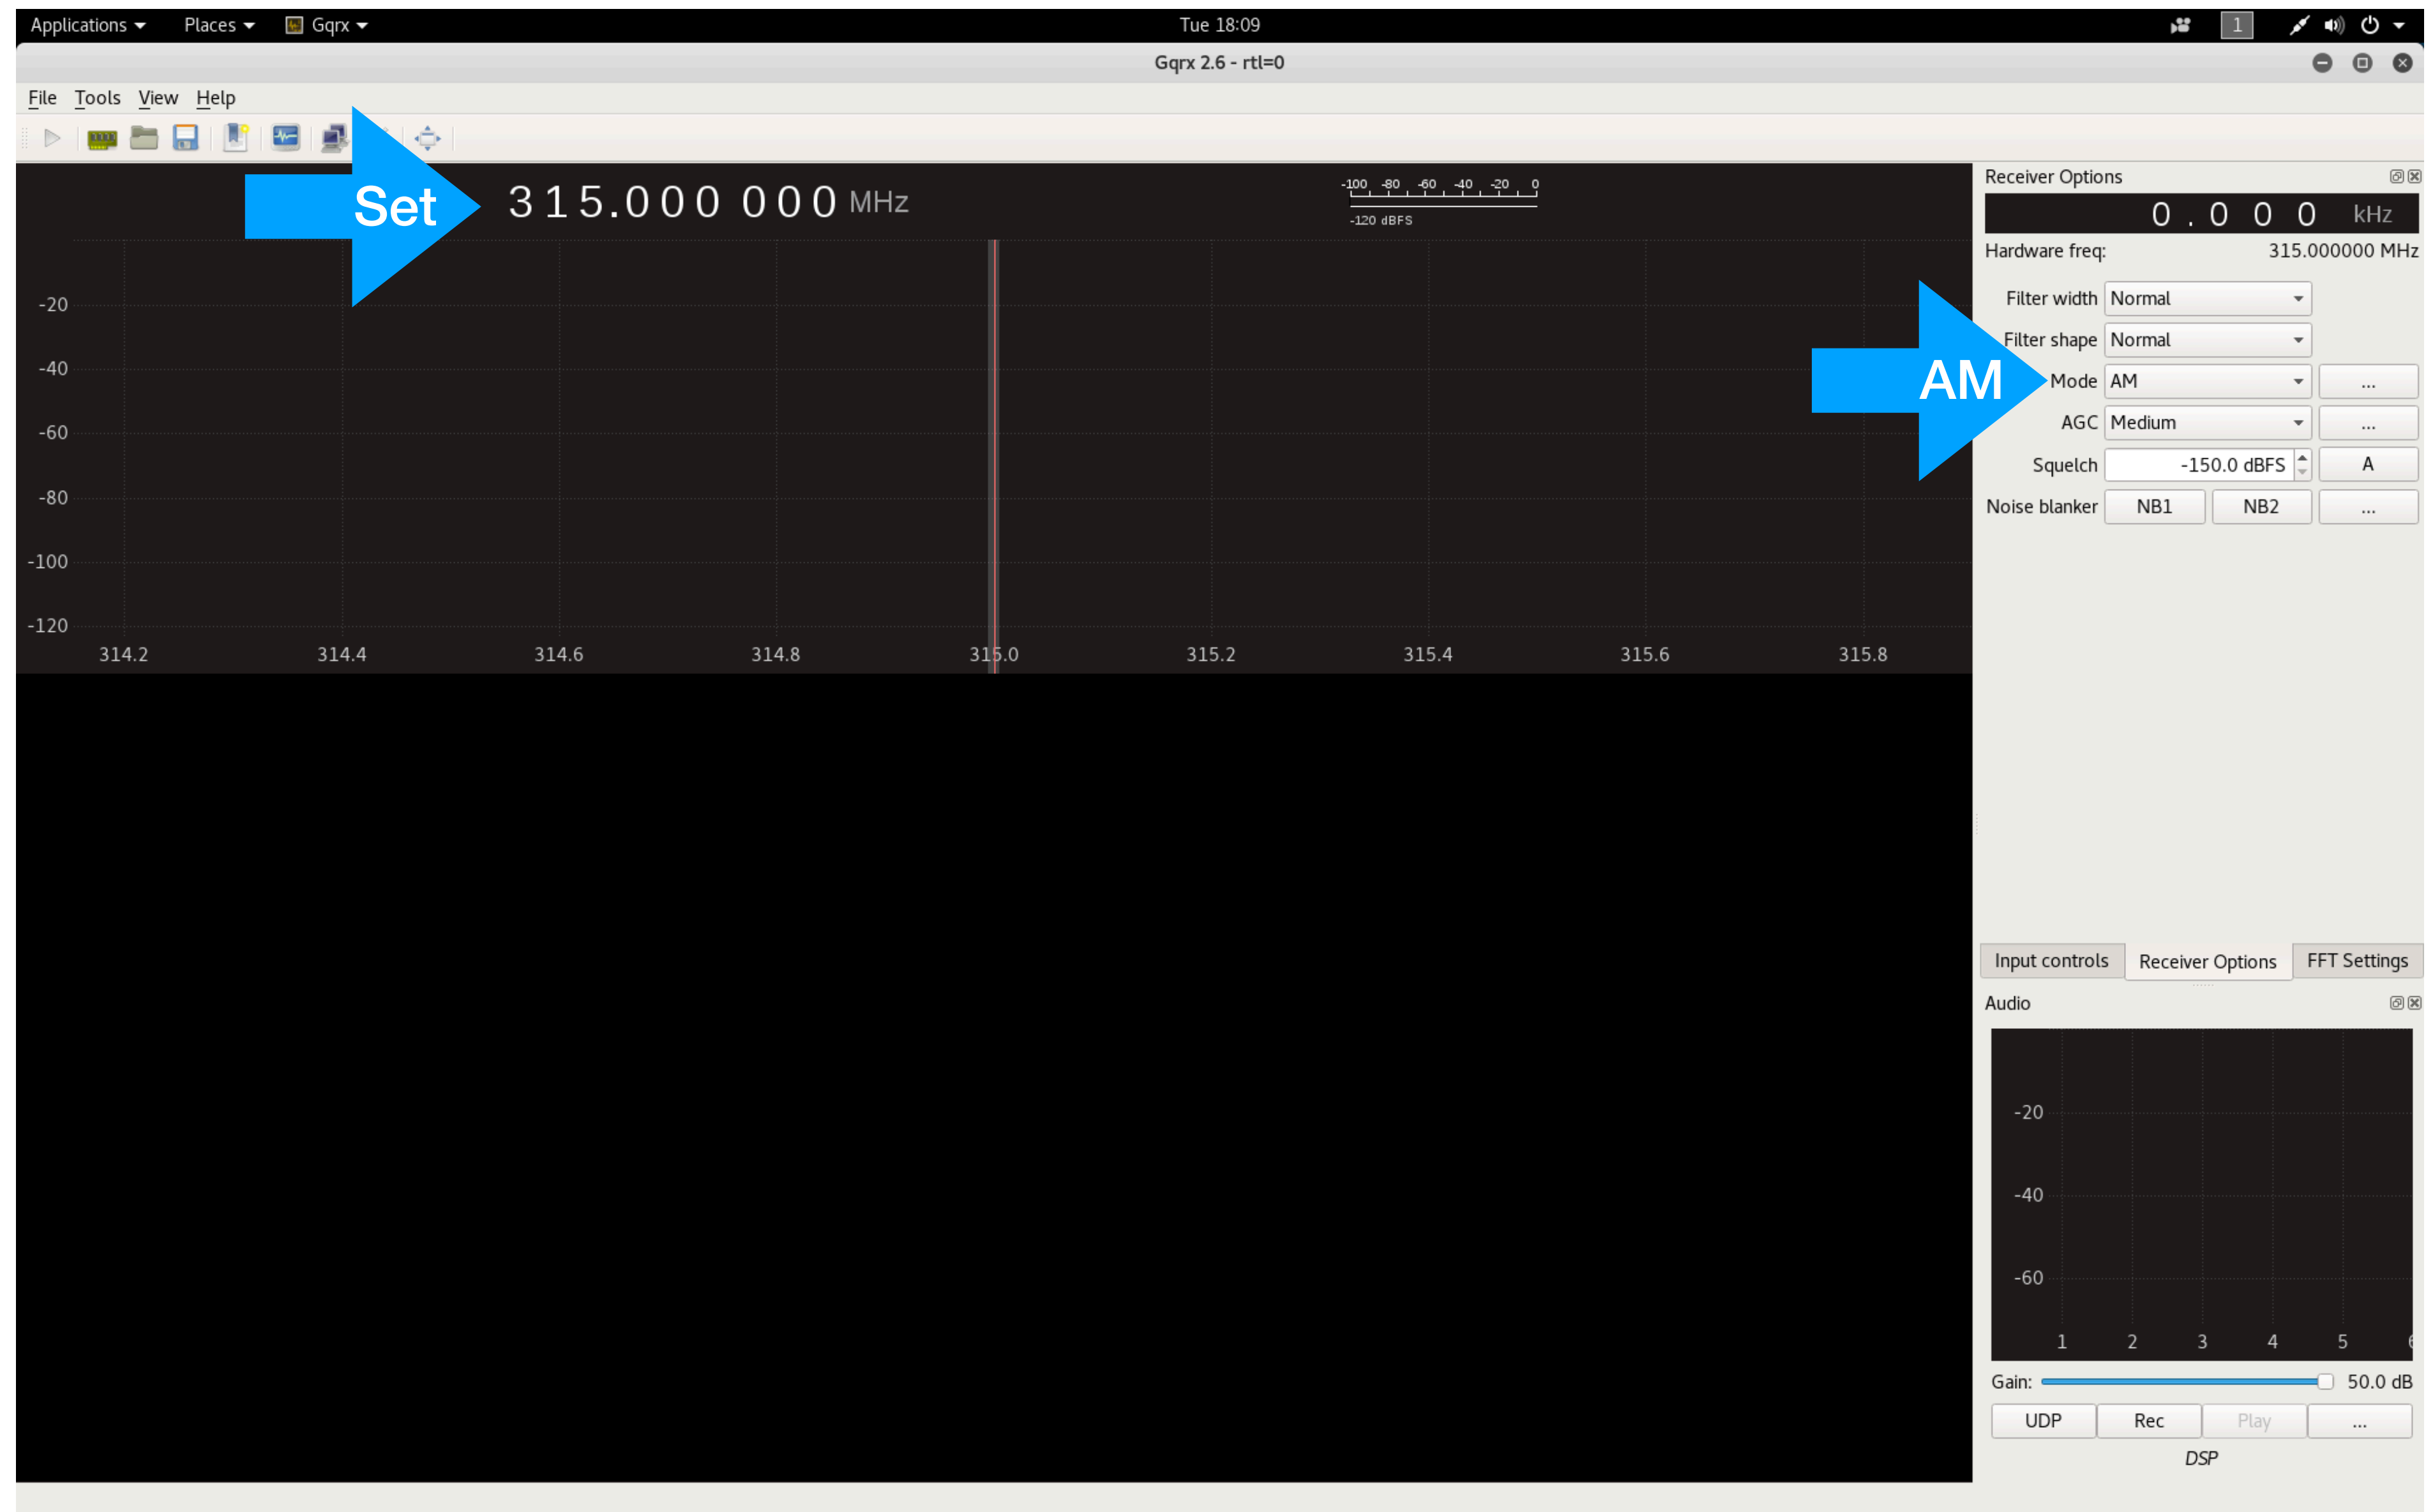 Applications Places Gqrx Tue 18:09 1
Gqrx 2.6 - rtl=0
File Tools View Help
Set 315.000 000 MHz
-100 -80 -60 -40 -20 0
-120 dBFS
-20
-40
-60
-80
-100
-120
314.2 314.4 314.6 314.8 315.0 315.2 315.4 315.6 315.8
Receiver Options
0.000 kHz
Hardware freq: 315.000000 MHz
Filter width Normal
Filter shape Normal
AM Mode AM ...
AGC Medium ...
Squelch -150.0 dBFS A
Noise blanker NB1 NB2 ...
Input controls Receiver Options FFT Settings
Audio
-20
-40
-60
1 2 3 4 5
Gain: 50.0 dB
UDP Rec Play ...
DSP